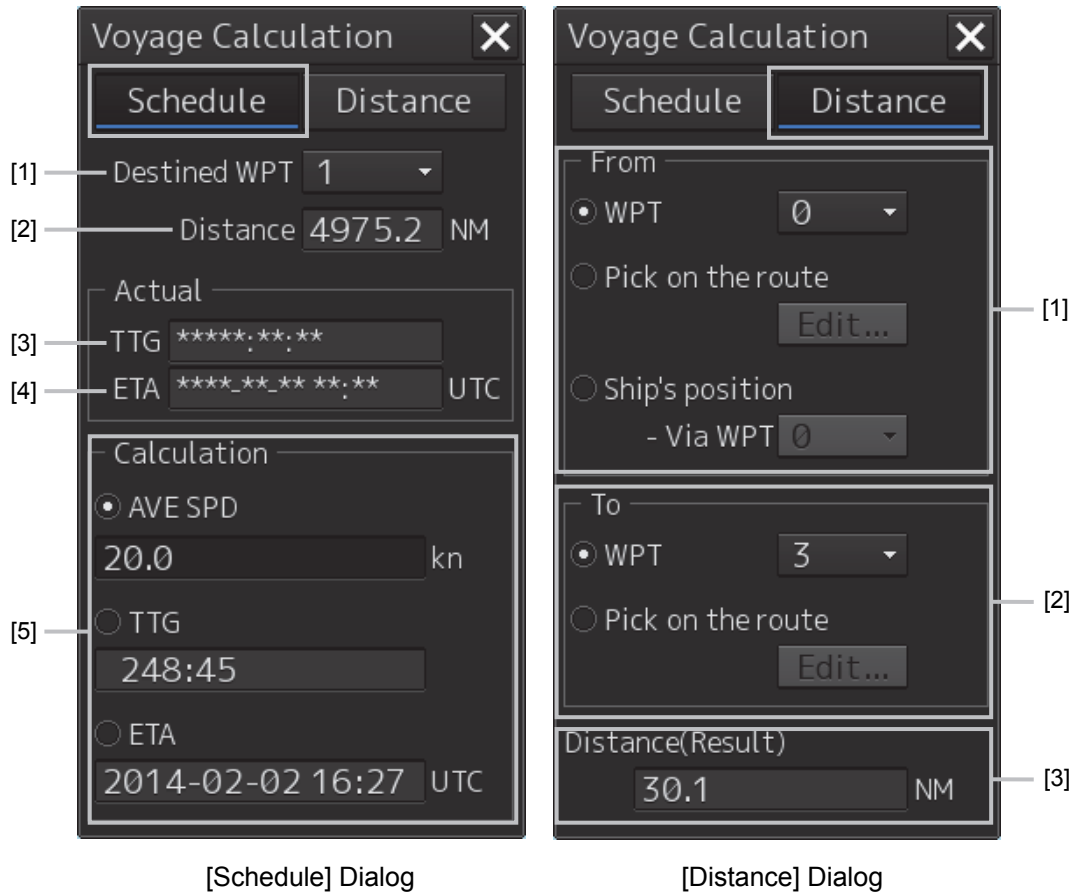 Voyage Calculation
Schedule Distance
[1] Destined WPT 1
[2] Distance 4975.2 NM
Actual
[3] TTG *****:**:**
[4] ETA ****-**-** **:** UTC
Calculation
AVE SPD
20.0 kn
[5] TTG
248:45
ETA
2014-02-02 16:27 UTC
[Schedule] Dialog
Voyage Calculation
Schedule Distance
From
WPT 0
Pick on the route
[1]
Edit...
Ship's position
- Via WPT 0
To
WPT 3
[2]
Pick on the route
Edit...
Distance(Result)
30.1 NM [3]
[Distance] Dialog